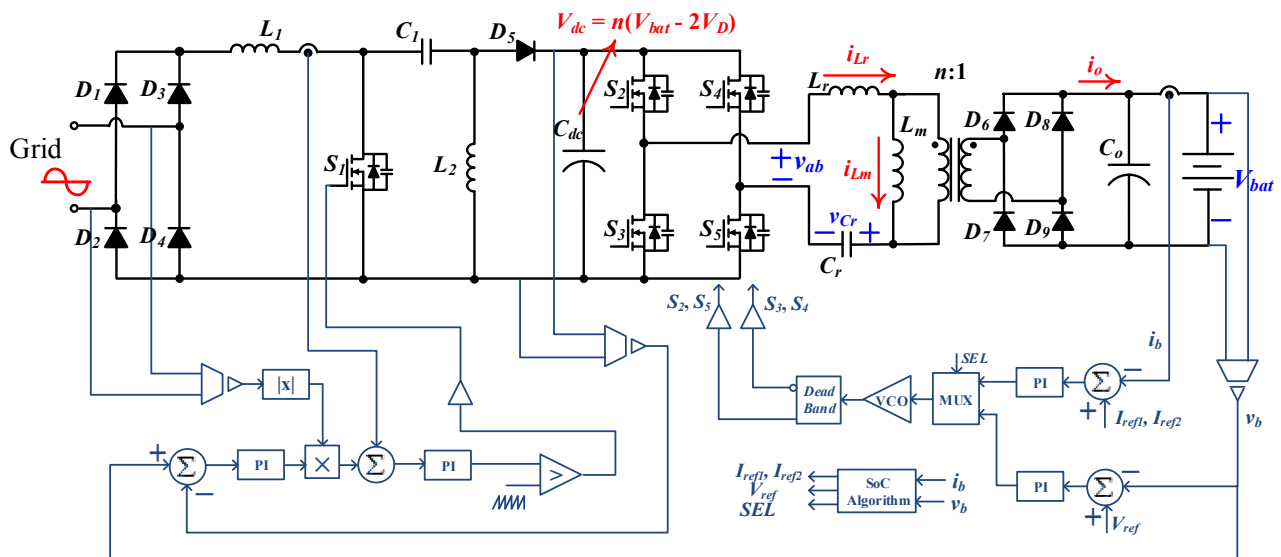 V_dc = n(V_bat - 2V_D)
L_1
C_1
D_5
i_Lr
n:1
i_o
D_1
D_3
S_2
S_4
L_r
L_m
D_6
D_8
C_dc
Grid
S_1
L_2
+
v_ab
−
i_Lm
C_o
+
V_bat
−
D_2
D_4
S_3
S_5
− v_Cr +
C_r
D_7
D_9
S_2, S_5
S_3, S_4
i_b
SEL
|x|
Dead
Band
VCO
MUX
PI
Σ
−
+
I_ref1, I_ref2
v_b
+
Σ
−
PI
×
Σ
PI
>
I_ref1, I_ref2
V_ref
SEL
SoC
Algorithm
i_b
v_b
PI
Σ
−
+
V_ref